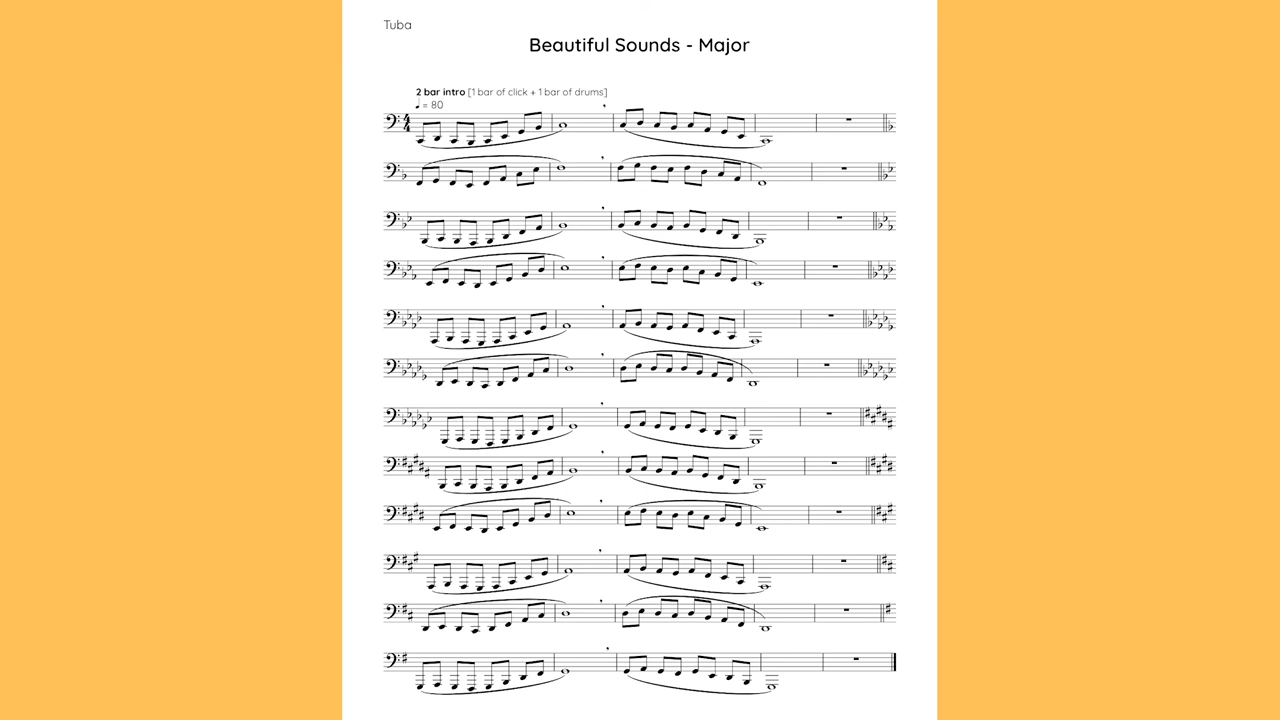 Tuba
Beautiful Sounds - Major
2 bar intro [1 bar of click + 1 bar of drums]
♩ = 80